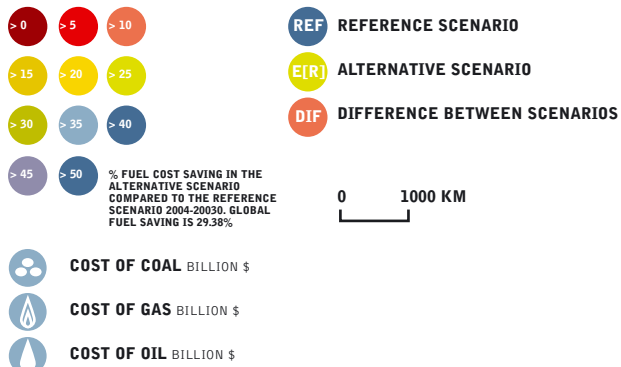 > 0 > 5 > 10
> 15 > 20 > 25
> 30 > 35 > 40
> 45 > 50
% FUEL COST SAVING IN THE
ALTERNATIVE SCENARIO
COMPARED TO THE REFERENCE
SCENARIO 2004-20030. GLOBAL
FUEL SAVING IS 29.38%
REF REFERENCE SCENARIO
E[R] ALTERNATIVE SCENARIO
DIF DIFFERENCE BETWEEN SCENARIOS
0 1000 KM
COST OF COAL BILLION $
COST OF GAS BILLION $
COST OF OIL BILLION $